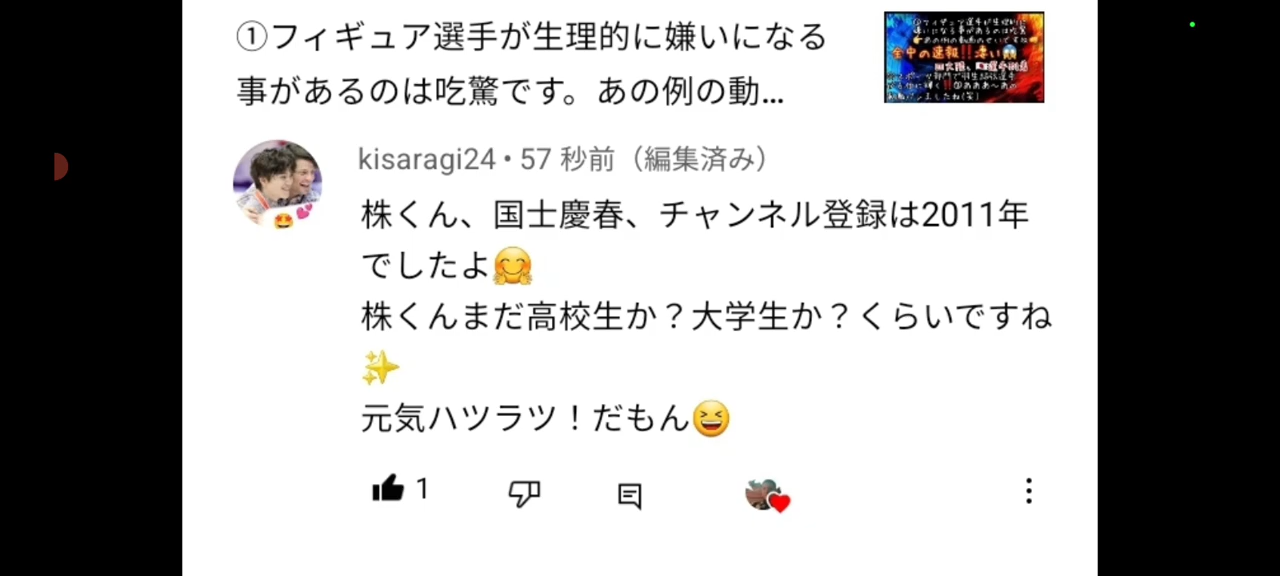 ①フィギュア選手が生理的に嫌いになる
事があるのは吃驚です。あの例の動...
kisaragi24 • 57 秒前（編集済み）
株くん、国士慶春、チャンネル登録は2011年
でしたよ🤗
株くんまだ高校生か？大学生か？くらいですね
✨
元気ハツラツ！だもん😆
1